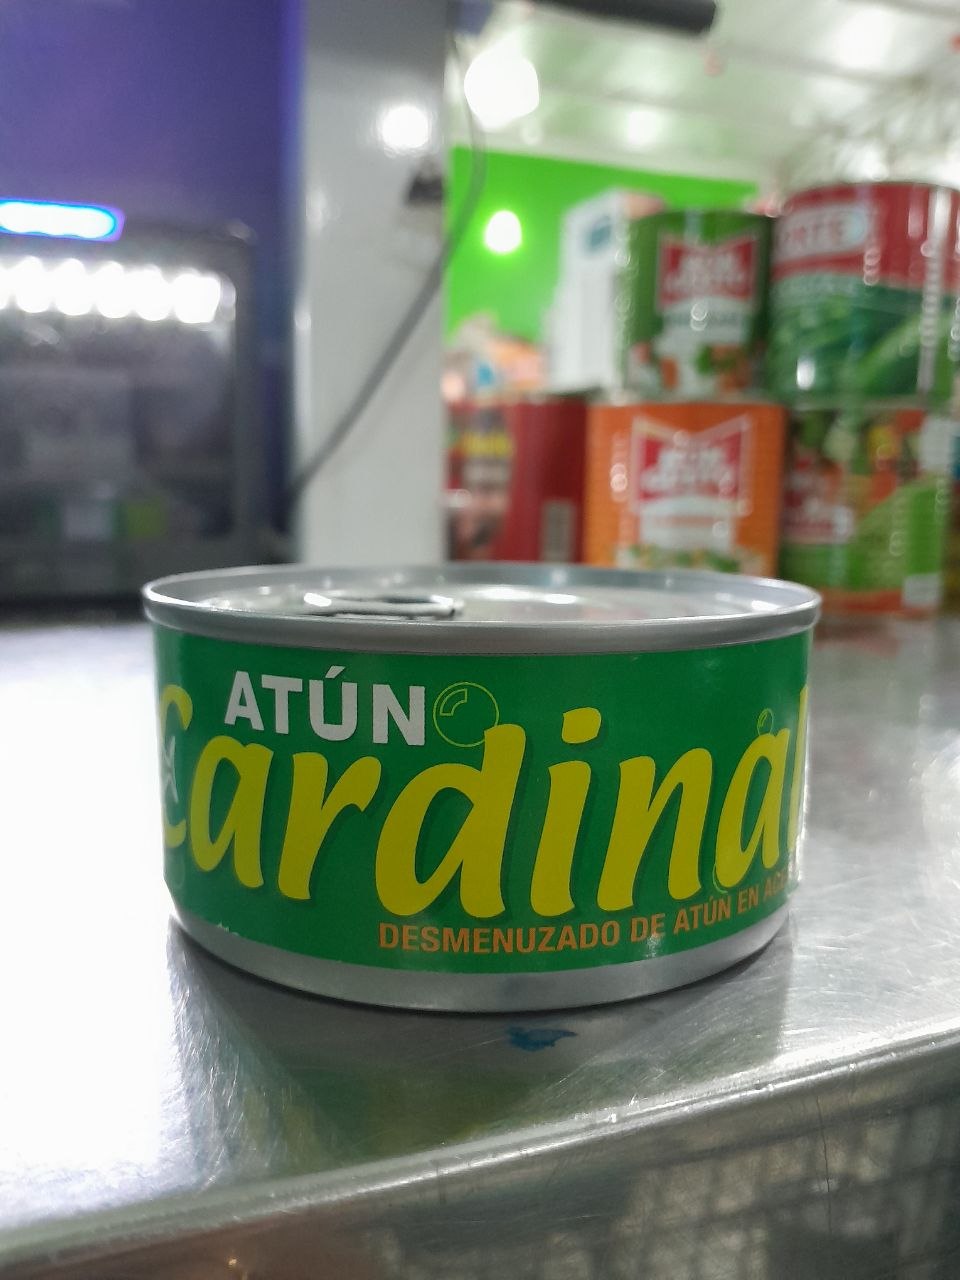 ATÚN
Cardinal
DESMENUZADO DE ATÚN EN